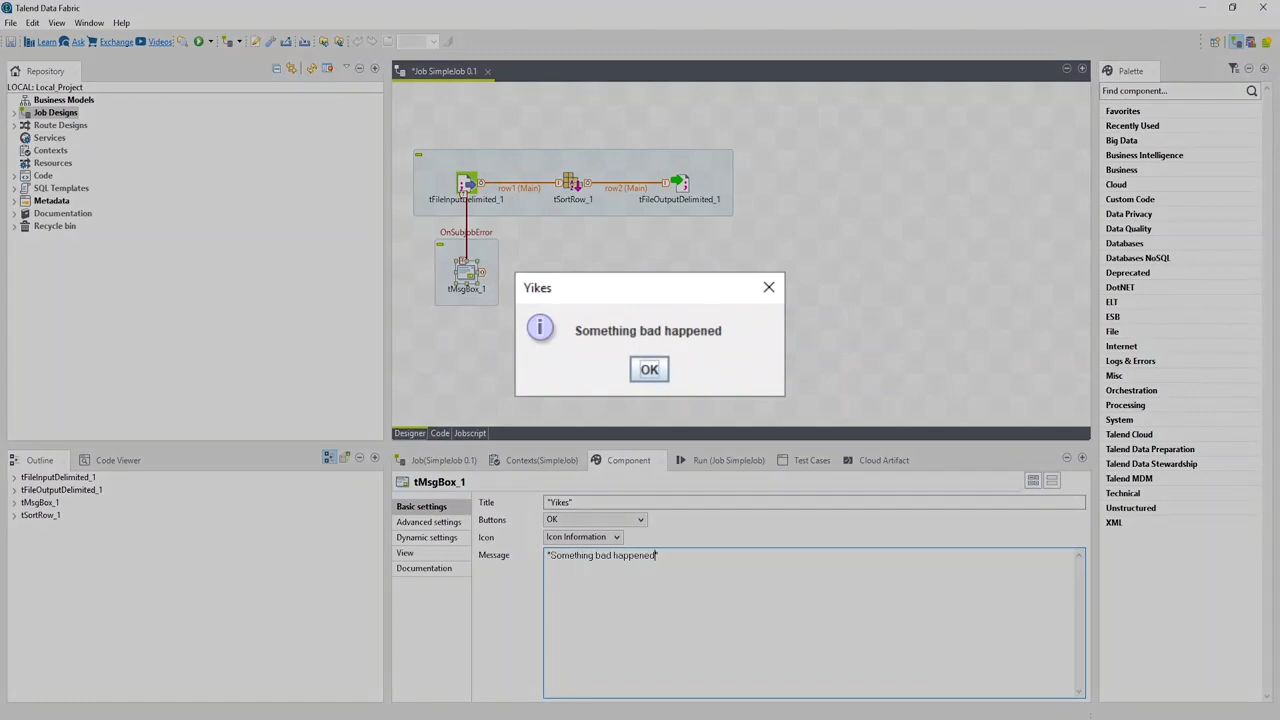 Talend Data Fabric
File Edit View Window Help
Learn Ask Exchange Videos
Repository
LOCAL: Local_Project
Business Models
Job Designs
Route Designs
Services
Contexts
Resources
Code
SQL Templates
Metadata
Documentation
Recycle bin
*Job SimpleJob 0.1
row1 (Main)
row2 (Main)
tFileInputDelimited_1
tSortRow_1
tFileOutputDelimited_1
OnSubjobError
tMsgBox_1
Yikes
Something bad happened
OK
Designer Code Jobscript
Palette
Find component...
Favorites
Recently Used
Big Data
Business Intelligence
Business
Cloud
Custom Code
Data Privacy
Data Quality
Databases
Databases NoSQL
Deprecated
DotNET
ELT
ESB
File
Internet
Logs & Errors
Misc
Orchestration
Processing
System
Talend Cloud
Talend Data Preparation
Talend Data Stewardship
Talend MDM
Technical
Unstructured
XML
Outline Code Viewer
tFileInputDelimited_1
tFileOutputDelimited_1
tMsgBox_1
tSortRow_1
Job(SimpleJob 0.1) Contexts(SimpleJob) Component Run (Job SimpleJob) Test Cases Cloud Artifact
tMsgBox_1
Basic settings
Advanced settings
Dynamic settings
View
Documentation
Title "Yikes"
Buttons OK
Icon Icon Information
Message "Something bad happened"